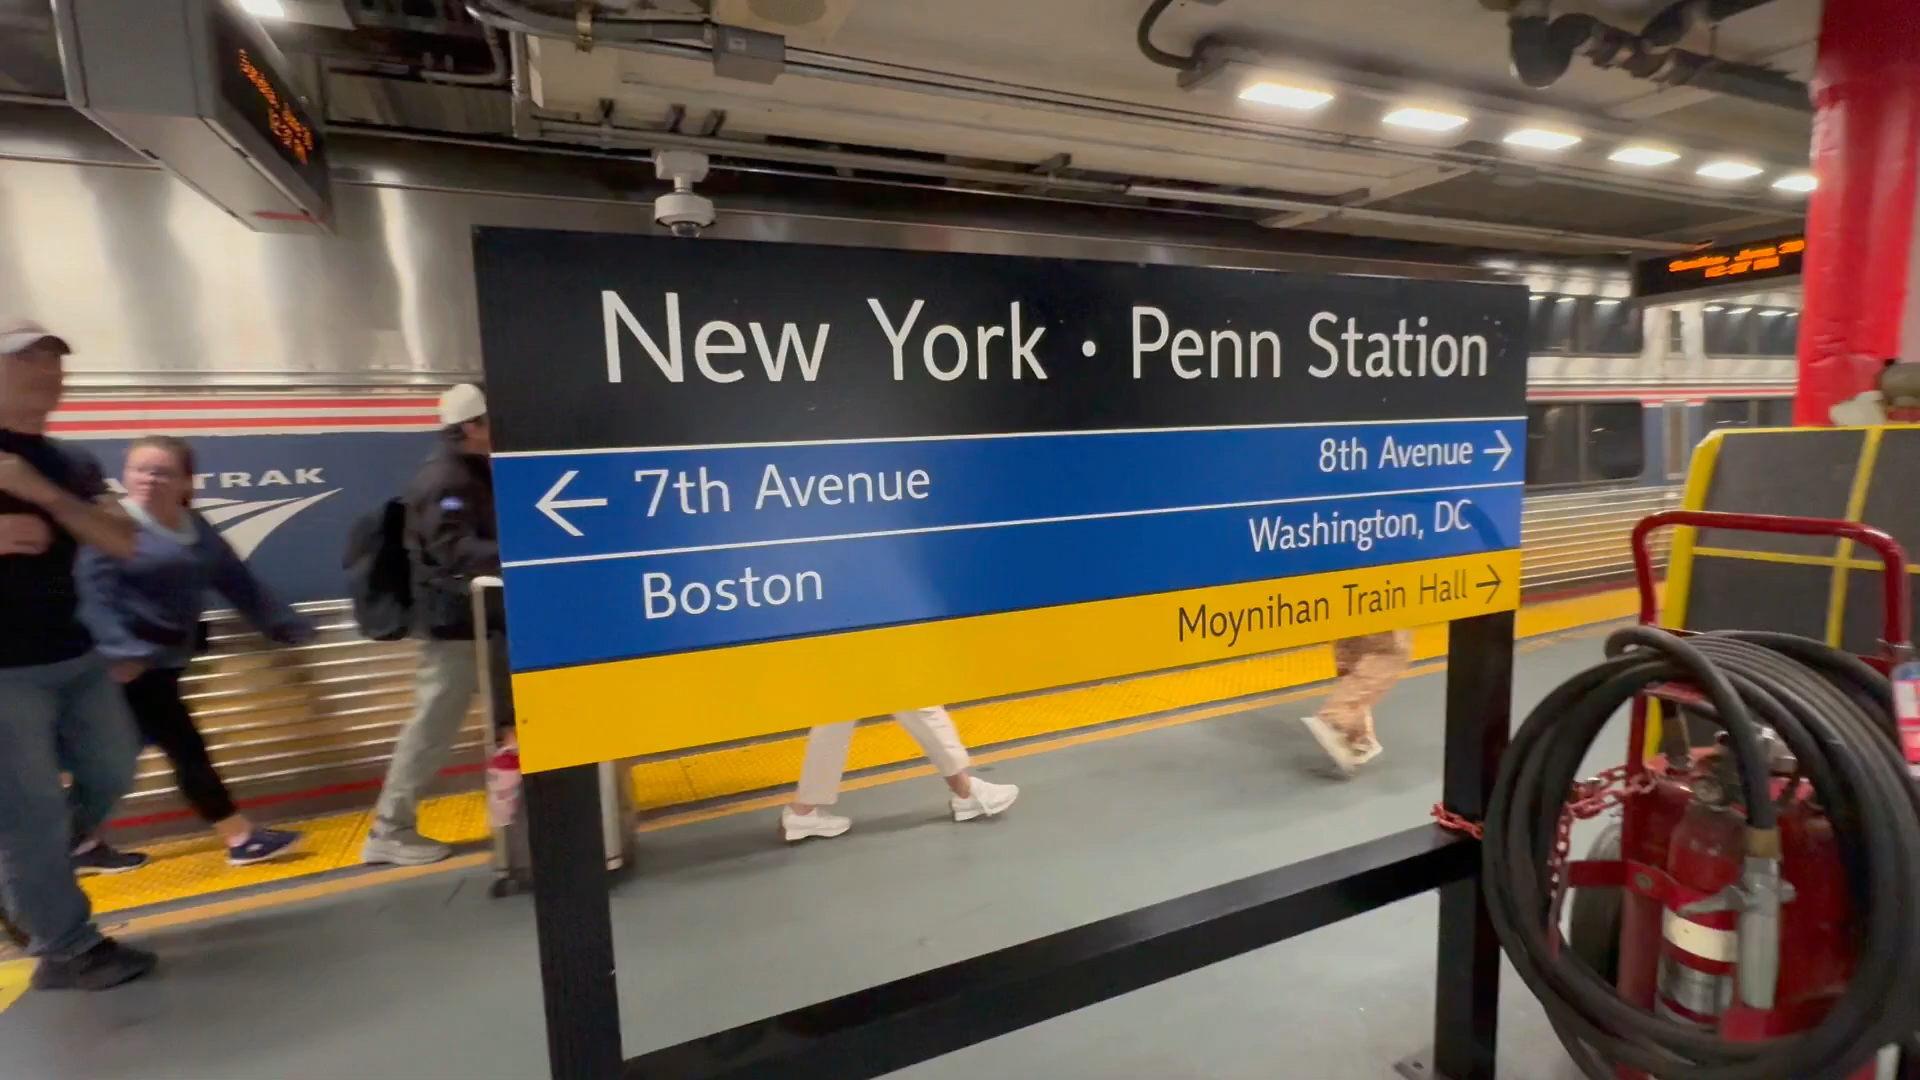 New York · Penn Station
← 7th Avenue
8th Avenue →
Boston
Washington, DC
Moynihan Train Hall →
TRAK